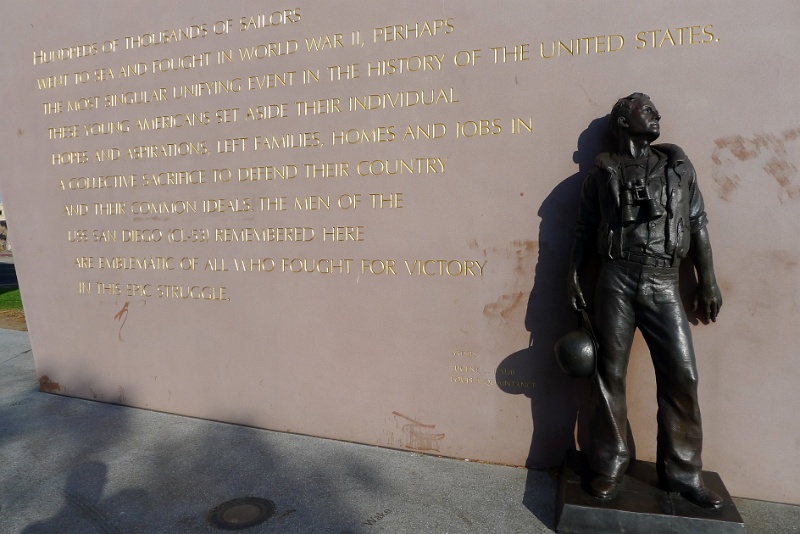 HUNDREDS OF THOUSANDS OF SAILORS
WENT TO SEA AND FOUGHT IN WORLD WAR II, PERHAPS
THE MOST SINGULAR UNIFYING EVENT IN THE HISTORY OF THE UNITED STATES.
THESE YOUNG AMERICANS SET ASIDE THEIR INDIVIDUAL
HOPES AND ASPIRATIONS, LEFT FAMILIES, HOMES AND JOBS IN
A COLLECTIVE SACRIFICE TO DEFEND THEIR COUNTRY
AND THEIR COMMON IDEALS. THE MEN OF THE
USS SAN DIEGO (CL-53) REMEMBERED HERE
ARE EMBLEMATIC OF ALL WHO FOUGHT FOR VICTORY
IN THIS EPIC STRUGGLE.
Wake